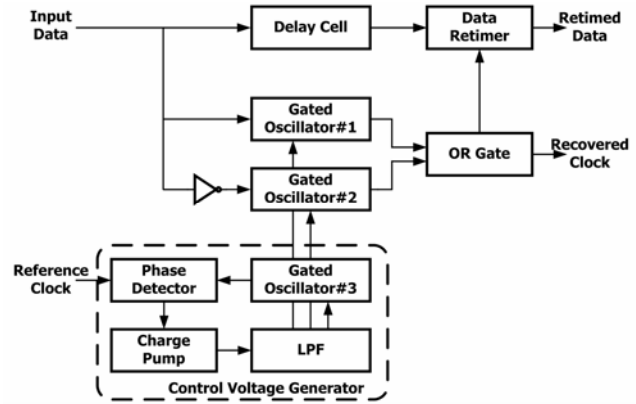 Input
Data
Delay Cell
Data
Retimer
Retimed
Data
Gated
Oscillator#1
OR Gate
Recovered
Clock
Gated
Oscillator#2
Reference
Clock
Phase
Detector
Gated
Oscillator#3
Charge
Pump
LPF
Control Voltage Generator